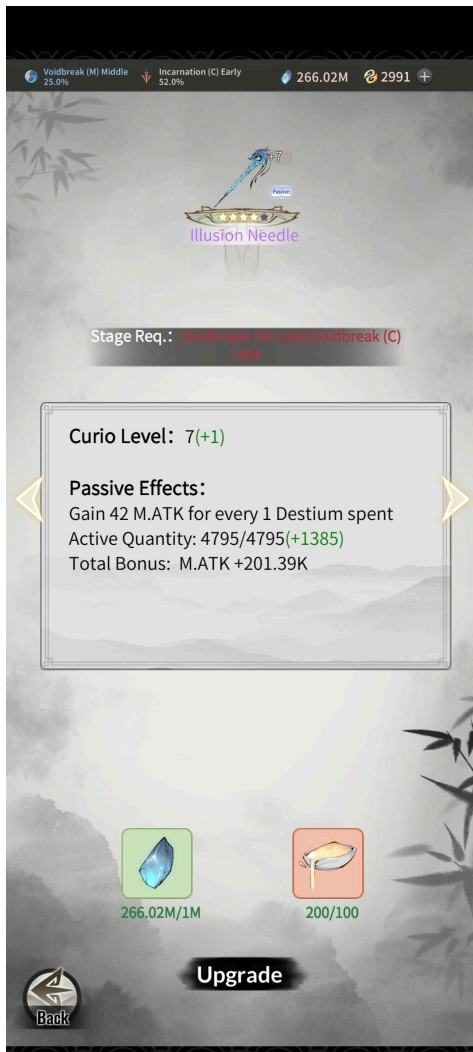 Voidbreak (M) Middle
25.0%
Incarnation (C) Early
52.0%
266.02M
2991 +
+7
Passive
Illusion Needle
Stage Req.: Voidbreak (M) Late/Voidbreak (C)
Late
Curio Level: 7(+1)
Passive Effects:
Gain 42 M.ATK for every 1 Destium spent
Active Quantity: 4795/4795(+1385)
Total Bonus: M.ATK +201.39K
266.02M/1M
200/100
Upgrade
Back